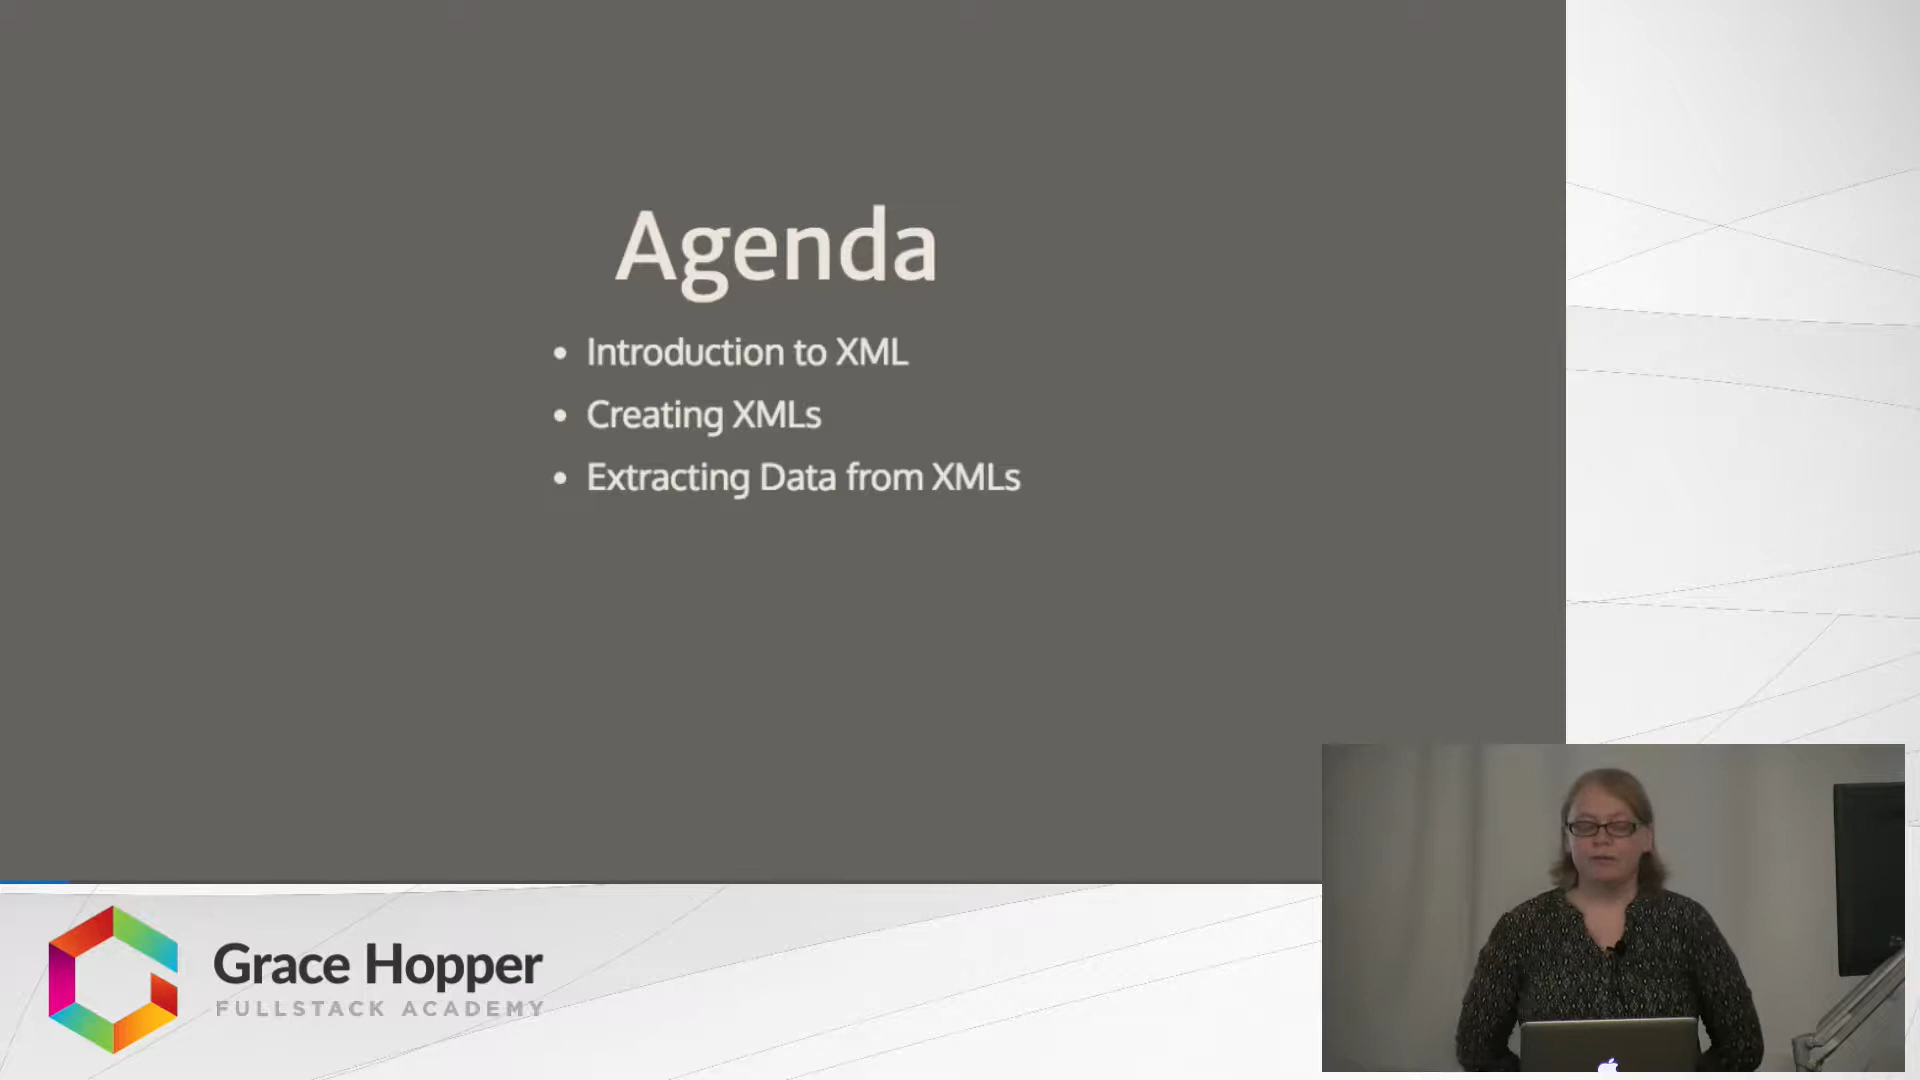 Agenda
• Introduction to XML
• Creating XMLs
• Extracting Data from XMLs
Grace Hopper
FULLSTACK ACADEMY